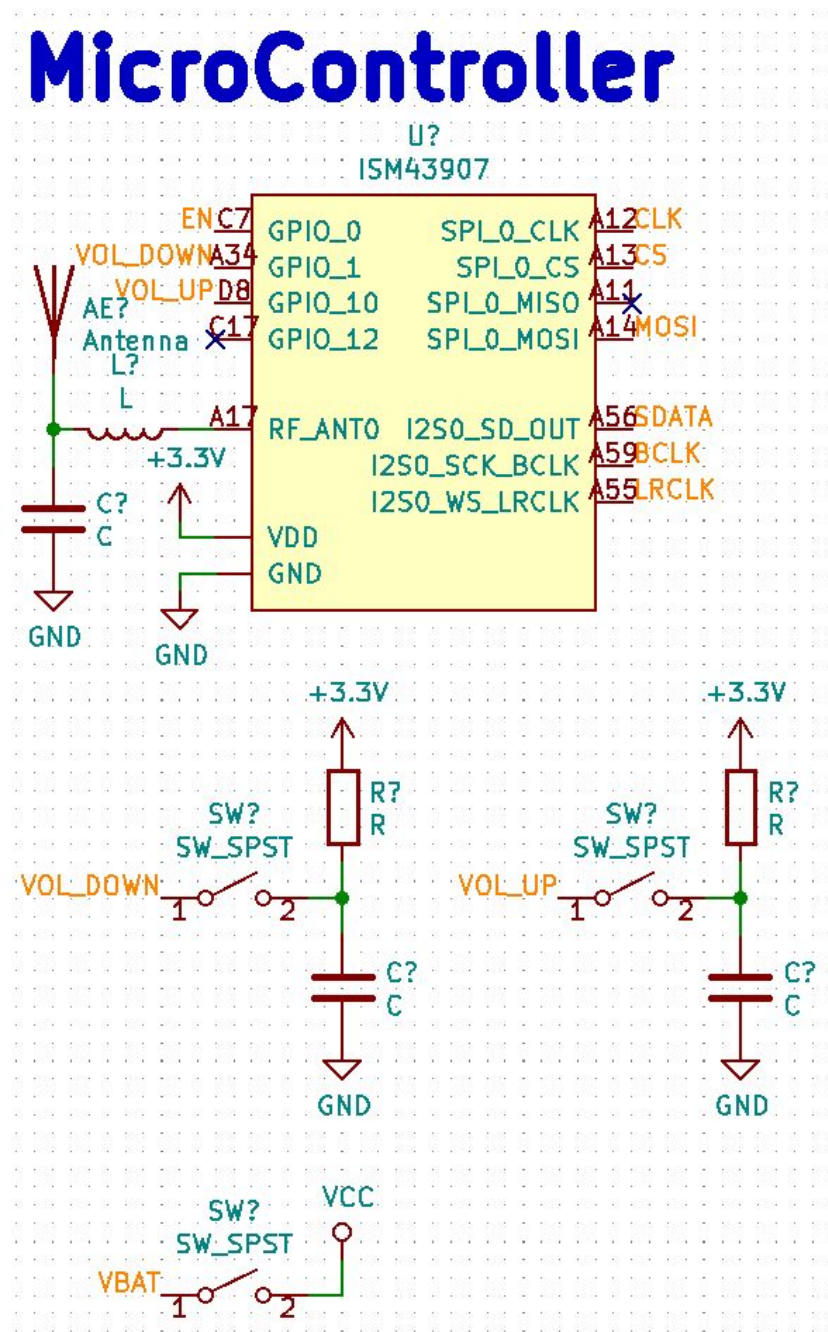 MicroController
U?
ISM43907
EN C7 GPIO_0 SPI_0_CLK A12 CLK
VOL_DOWN A34 GPIO_1 SPI_0_CS A13 CS
VOL_UP D8 GPIO_10 SPI_0_MISO A11
AE?
Antenna C17 GPIO_12 SPI_0_MOSI A14 MOSI
L?
L
A17 RF_ANT0 I2S0_SD_OUT A56 SDATA
+3.3V I2S0_SCK_BCLK A59 BCLK
I2S0_WS_LRCLK A55 LRCLK
C?
C
VDD
GND
GND
GND
+3.3V +3.3V
R? R?
R R
SW? SW?
SW_SPST SW_SPST
VOL_DOWN 1 2 VOL_UP 1 2
C? C?
C C
GND GND
VCC
SW?
SW_SPST
VBAT 1 2